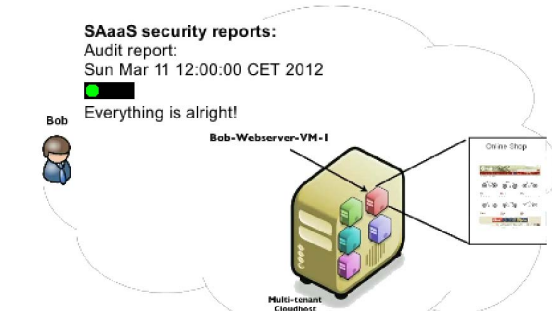 SAaaS security reports:
Audit report:
Sun Mar 11 12:00:00 CET 2012
Everything is alright!
Bob
Bob-Webserver-VM-1
Online Shop
Multi-tenant
Cloudhost